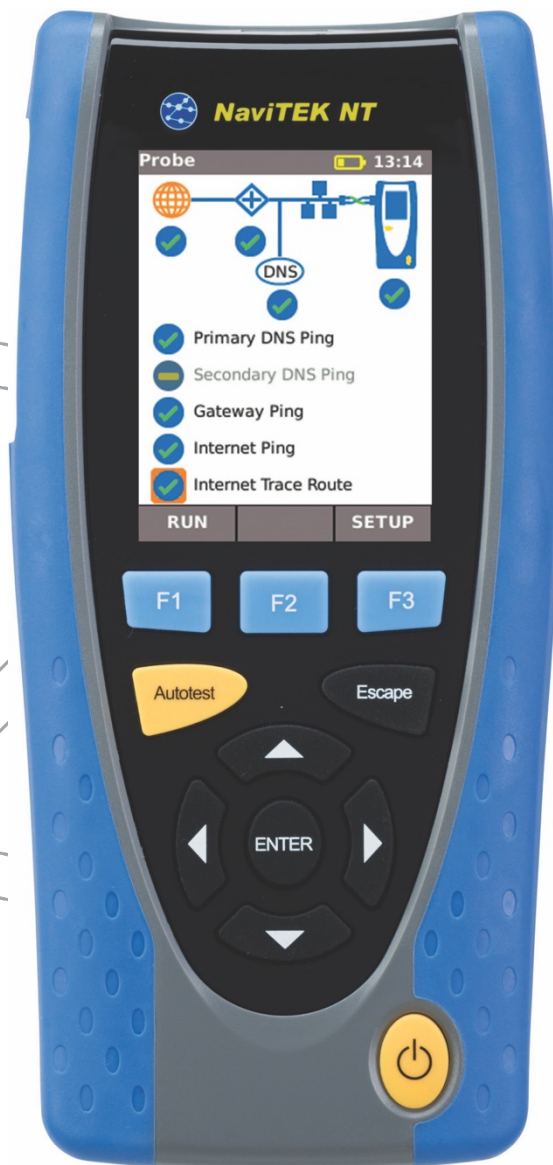 NaviTEK NT
Probe 13:14
DNS
Primary DNS Ping
Secondary DNS Ping
Gateway Ping
Internet Ping
Internet Trace Route
RUN SETUP
F1 F2 F3
Autotest Escape
ENTER